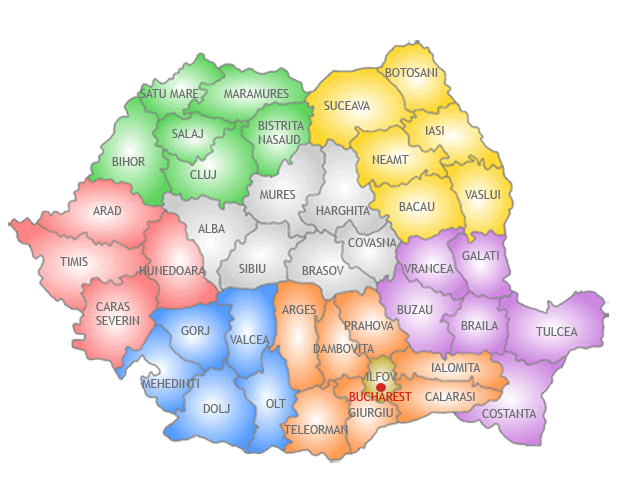 BOTOSANI
SATU MARE
MARAMURES
SUCEAVA
BISTRITA
NASAUD
SALAJ
IASI
BIHOR
NEAMT
CLUJ
MURES
VASLUI
ARAD
HARGHITA
BACAU
ALBA
COVASNA
TIMIS
HUNEDOARA
SIBIU
BRASOV
VRANCEA
GALATI
CARAS
SEVERIN
ARGES
BUZAU
GORJ
VALCEA
PRAHOVA
BRAILA
TULCEA
DAMBOVITA
MEHEDINTI
ILFOV
IALOMITA
DOLJ
OLT
BUCHAREST
CALARASI
GIURGIU
COSTANTA
TELEORMAN